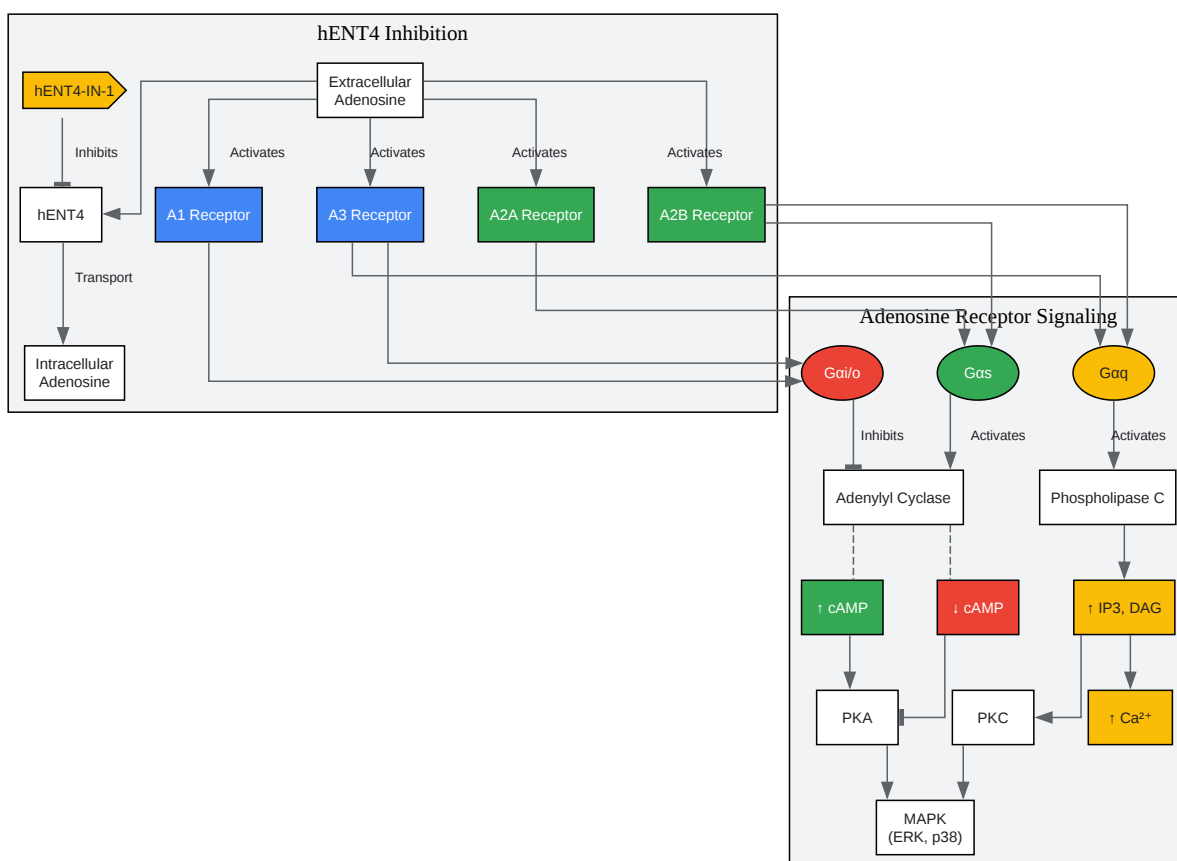 hENT4 Inhibition
hENT4-IN-1
Extracellular
Adenosine
Inhibits
Activates
Activates
Activates
Activates
hENT4
A1 Receptor
A3 Receptor
A2A Receptor
A2B Receptor
Transport
Intracellular
Adenosine
Adenosine Receptor Signaling
Gαi/o
Gαs
Gαq
Inhibits
Activates
Activates
Adenylyl Cyclase
Phospholipase C
↑ cAMP
↓ cAMP
↑ IP3, DAG
PKA
PKC
↑ Ca²⁺
MAPK
(ERK, p38)